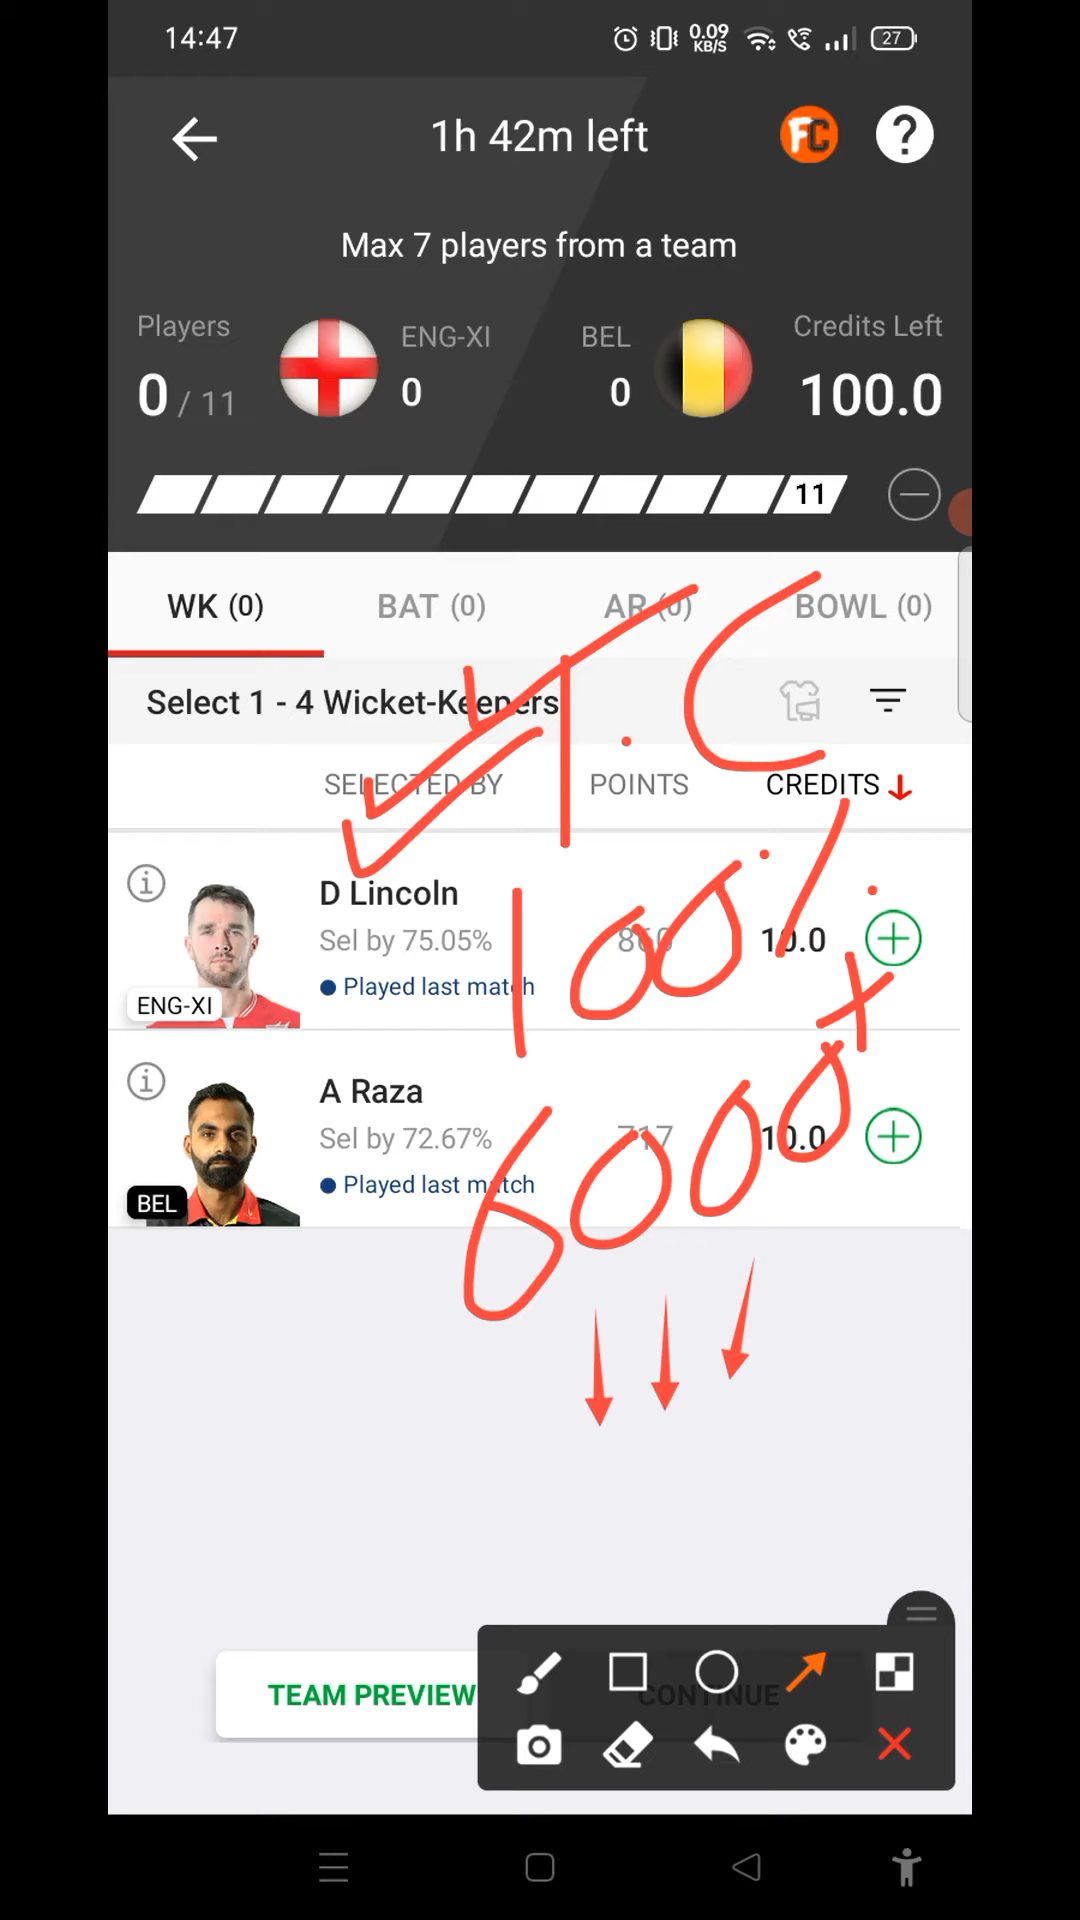 14:47 0.09 KB/S 27
1h 42m left FC ?
Max 7 players from a team
Players ENG-XI BEL Credits Left
0 / 11 0 0 100.0
11
WK (0) BAT (0) AR (0) BOWL (0)
Select 1 - 4 Wicket-Keepers
T.C
SELECTED BY POINTS CREDITS
D Lincoln
Sel by 75.05% 860 10.0
Played last match
ENG-XI
100%
A Raza
Sel by 72.67% 717 10.0
Played last match
BEL
6000+
TEAM PREVIEW CONTINUE